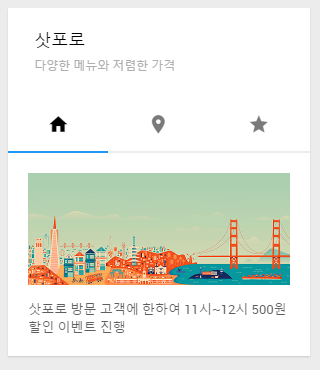 삿포로
다양한 메뉴와 저렴한 가격
삿포로 방문 고객에 한하여 11시~12시 500원
할인 이벤트 진행